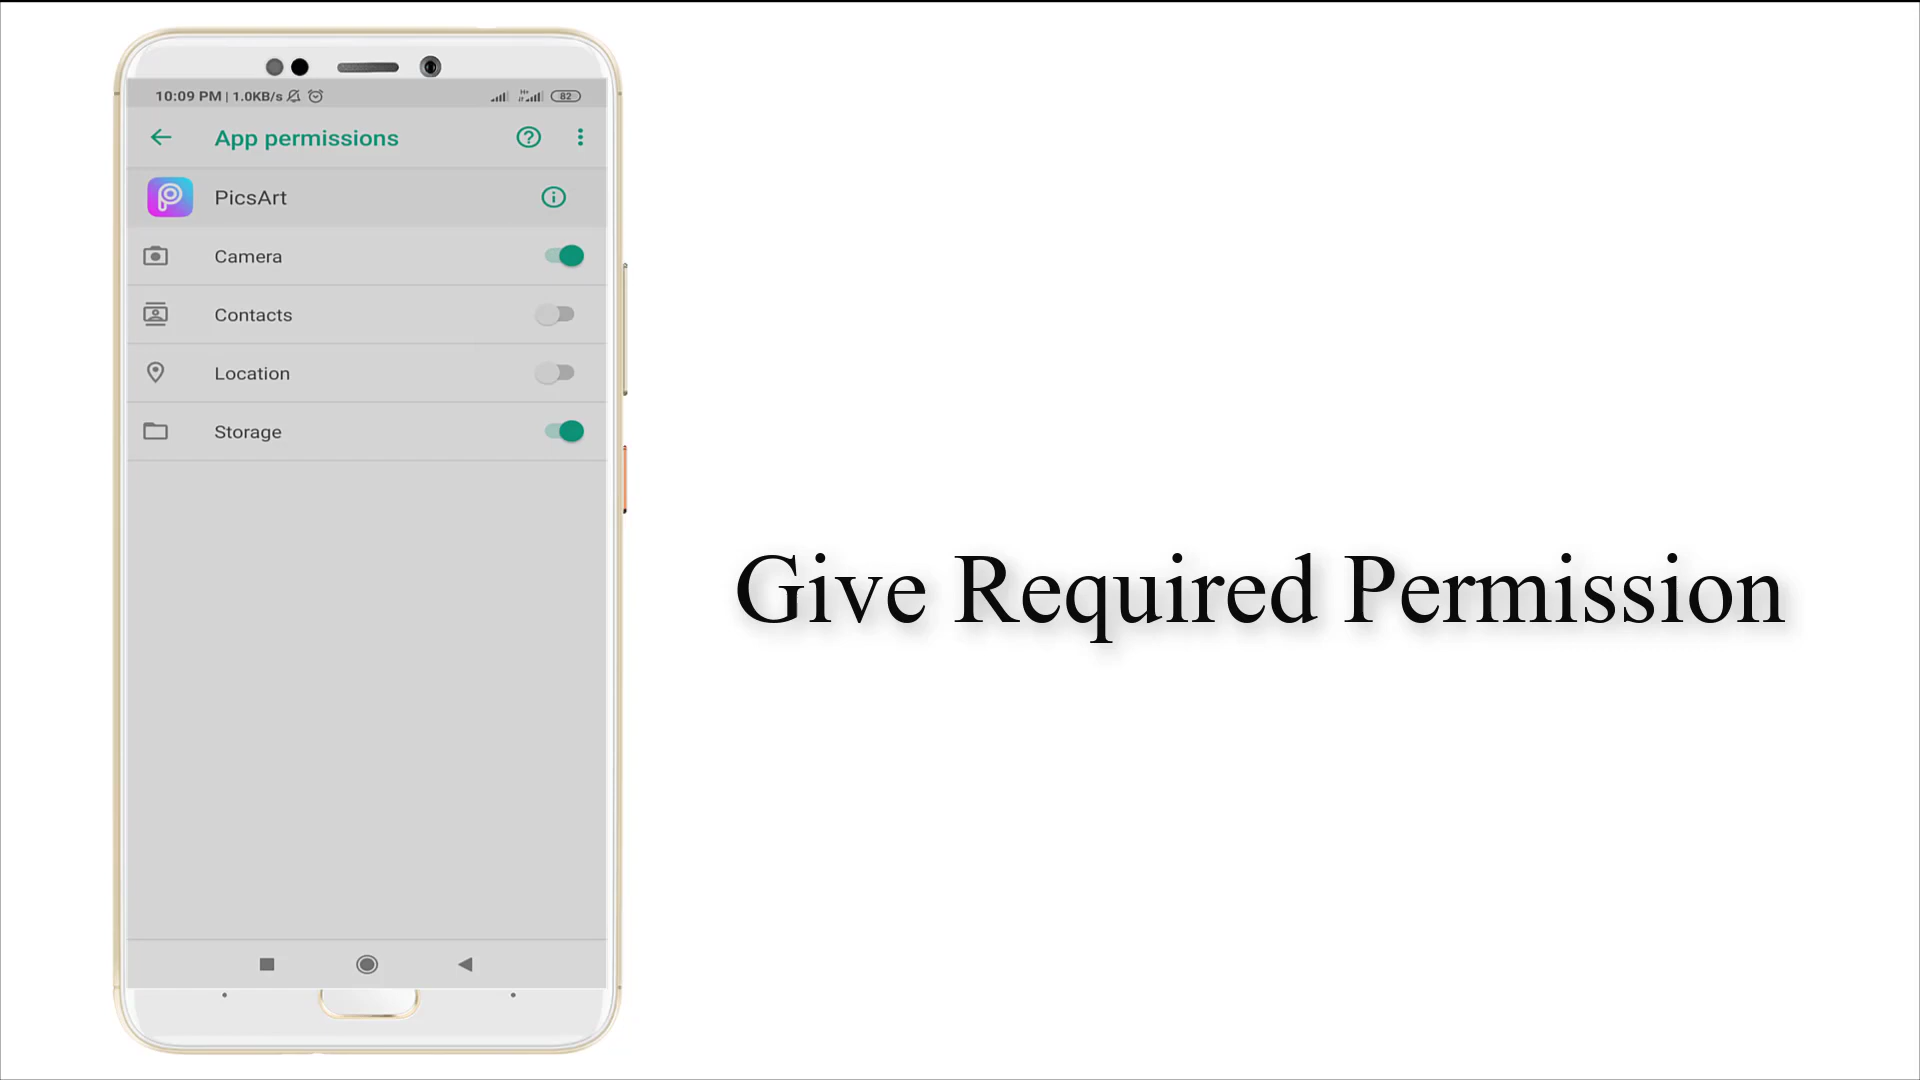 10:09 PM | 1.0KB/s 82
App permissions
PicsArt
Camera
Contacts
Location
Storage
Give Required Permission